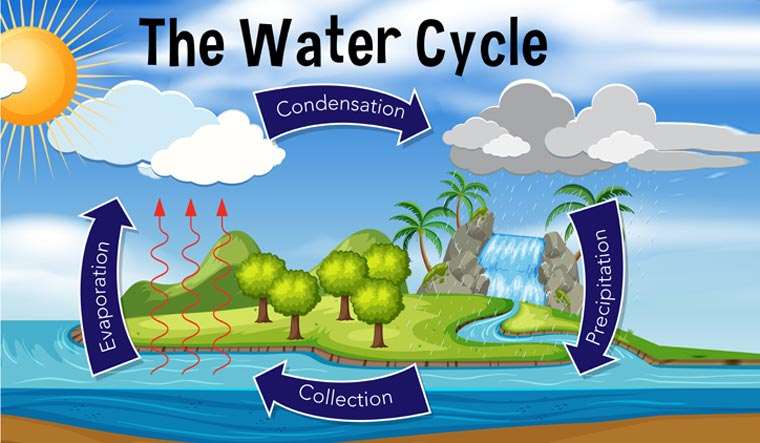 The Water Cycle
Condensation
Evaporation
Precipitation
Collection